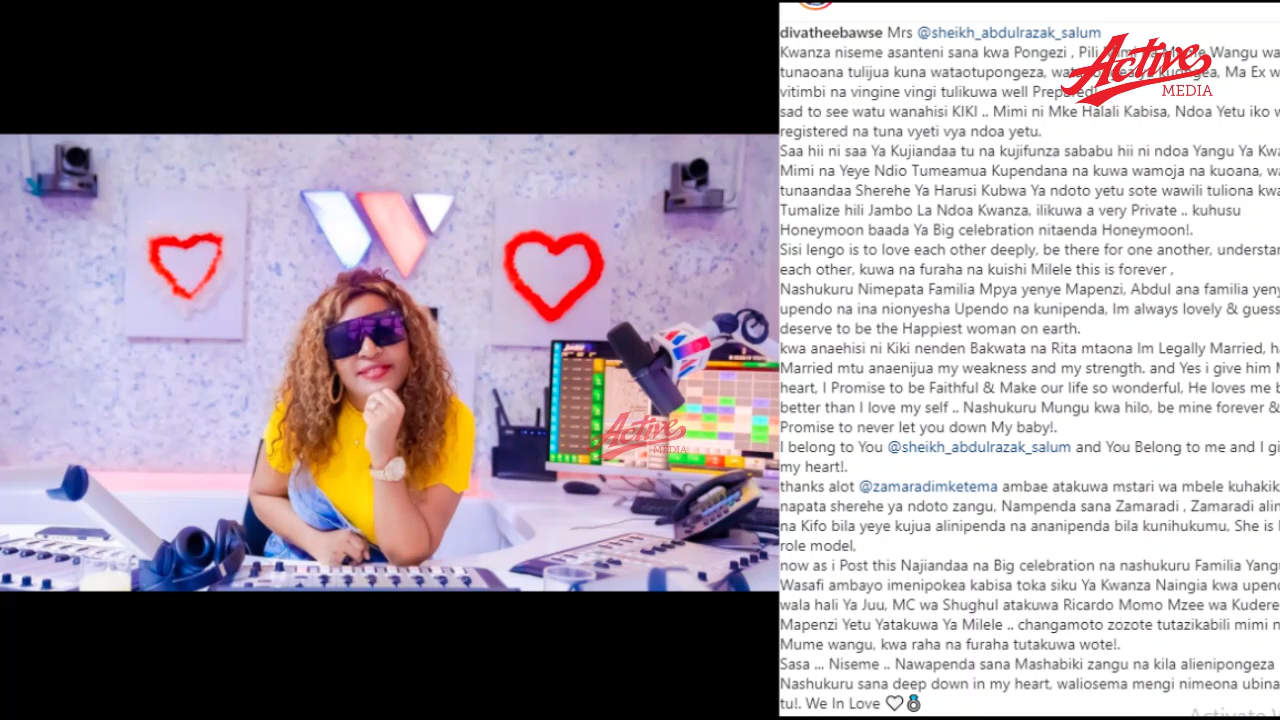 divatheebawse Mrs @sheikh_abdulrazak_salum
Kwanza niseme asanteni sana kwa Pongezi , Pili Wangu
tunaoana tulijua kuna wataotupongeza, Ma Ex
vitimbi na vingine vingi tulikuwa well
sad to see watu wanahisi KIKI .. Mimi ni Mke Halali Kabisa, Ndoa Yetu iko
registered na tuna vyeti vya ndoa yetu.
Saa hii ni saa Ya Kujiandaa tu na kujifunza sababu hii ni ndoa Yangu Ya
Mimi na Yeye Ndio Tumeamua Kupendana na kuwa wamoja na kuoana,
tunaandaa Sherehe Ya Harusi Kubwa Ya ndoto yetu sote wawili tuliona
Tumalize hili Jambo La Ndoa Kwanza, ilikuwa a very Private .. kuhusu
Honeymoon baada Ya Big celebration nitaenda Honeymoon!.
Sisi lengo is to love each other deeply, be there for one another,
each other, kuwa na furaha na kuishi Milele this is forever ,
Nashukuru Nimepata Familia Mpya yenye Mapenzi, Abdul ana familia
upendo na ina nionyesha Upendo na kunipenda, Im always lovely &
deserve to be the Happiest woman on earth.
kwa anaehisi ni Kiki nenden Bakwata na Rita mtaona Im Legally Married,
Married mtu anaenijua my weakness and my strength. and Yes i give him
heart, I Promise to be Faithful & Make our life so wonderful, He loves me
better than I love my self .. Nashukuru Mungu kwa hilo, be mine forever &
Promise to never let you down My baby!.
I belong to You @sheikh_abdulrazak_salum and You Belong to me and I
my heart!.
thanks alot @zamaradimketema ambae atakuwa mstari wa mbele
napata sherehe ya ndoto zangu, Nampenda sana Zamaradi , Zamaradi
na Kifo bila yeye kujua alinipenda na ananipenda bila kunihukumu, She is
role model,
now as i Post this Najiandaa na Big celebration na nashukuru Familia
Wasafi ambayo imenipokea kabisa toka siku Ya Kwanza Naingia kwa
wala hali Ya Juu, MC wa Shughul atakuwa Ricardo Momo Mzee wa
Mapenzi Yetu Yatakuwa Ya Milele .. changamoto zozote tutazikabili mimi
Mume wangu, kwa raha na furaha tutakuwa wote!.
Sasa ... Niseme .. Nawapenda sana Mashabiki zangu na kila alienipongeza
Nashukuru sana deep down in my heart, waliosema mengi nimeona
tu!. We In Love 🤍💍
Active
MEDIA
Active
MEDIA